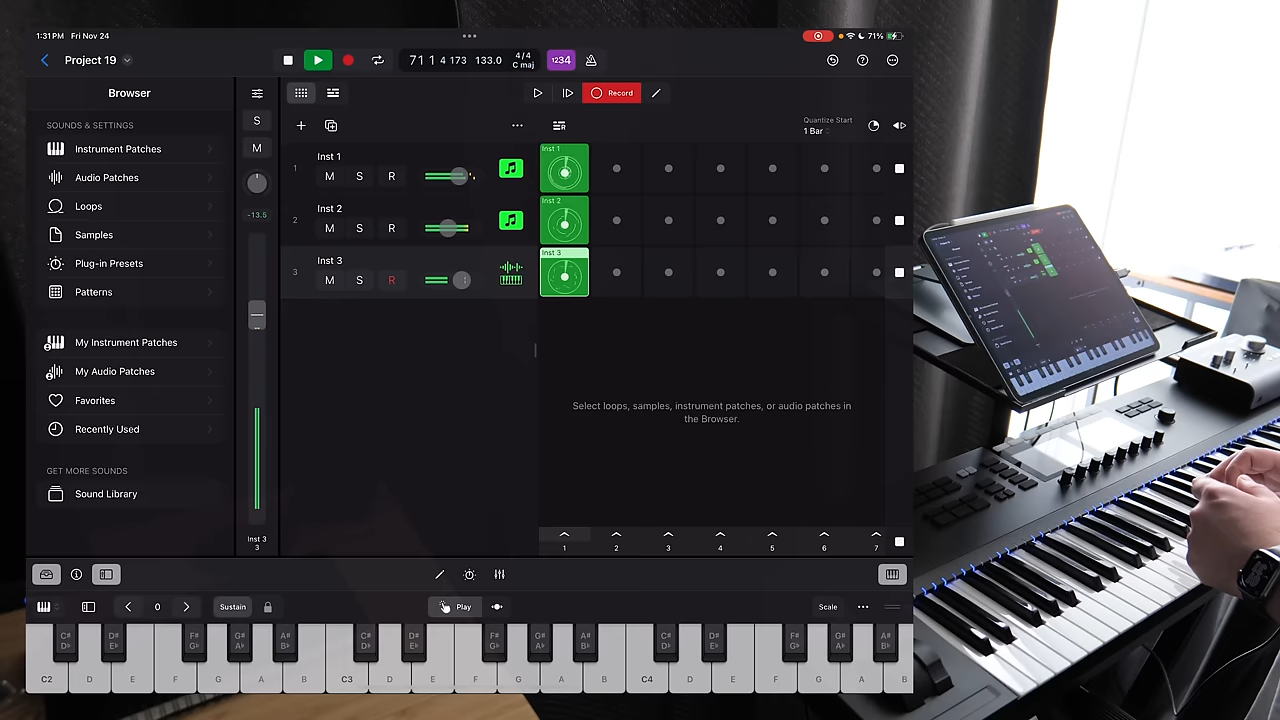 1:31PM Fri Nov 24
71%
Project 19
71 1 4 173 133.0 4/4 C maj 1234
Browser
Record
SOUNDS & SETTINGS
Instrument Patches
Audio Patches
Loops
Samples
Plug-in Presets
Patterns
My Instrument Patches
My Audio Patches
Favorites
Recently Used
GET MORE SOUNDS
Sound Library
S
M
-13.5
Inst 3
3
Quantize Start
1 Bar
1
Inst 1
M S R
Inst 1
2
Inst 2
M S R
Inst 2
3
Inst 3
M S R
Inst 3
Select loops, samples, instrument patches, or audio patches in
the Browser.
1 2 3 4 5 6 7
0 Sustain Play Scale
C# D# F# G# A# C# D# F# G# A# C# D# F# G# A#
D♭ E♭ G♭ A♭ B♭ D♭ E♭ G♭ A♭ B♭ D♭ E♭ G♭ A♭ B♭
C2 D E F G A B C3 D E F G A B C4 D E F G A B